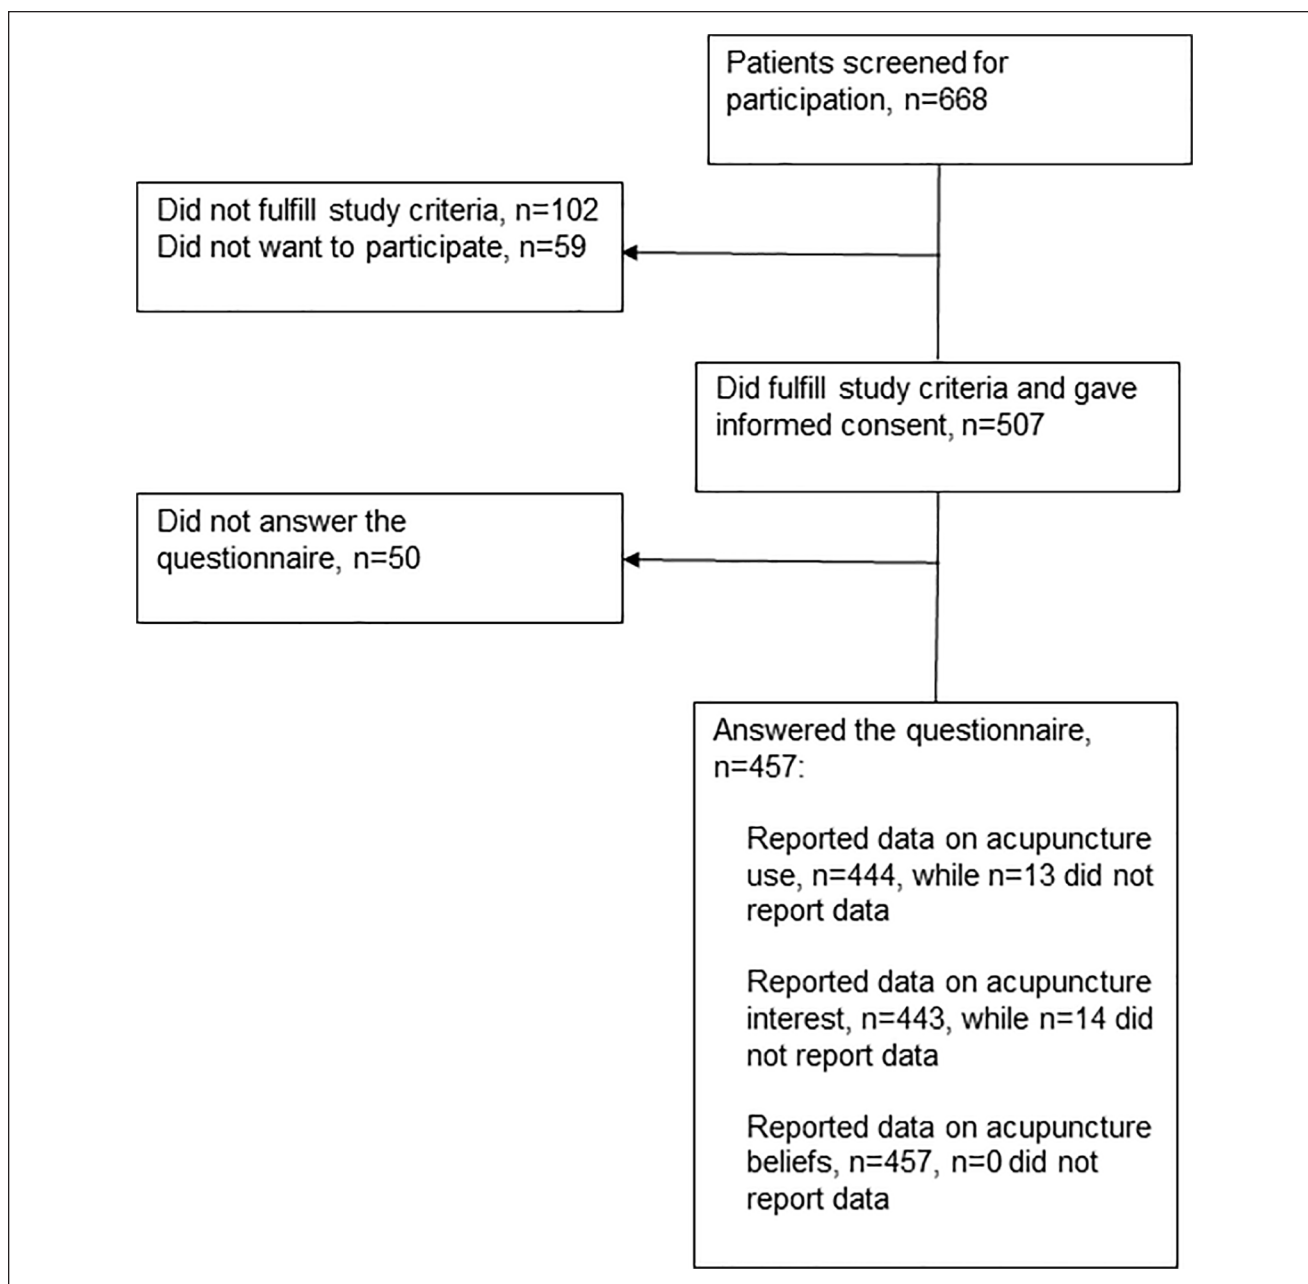 Patients screened for
participation, n=668
Did not fulfill study criteria, n=102
Did not want to participate, n=59
Did fulfill study criteria and gave
informed consent, n=507
Did not answer the
questionnaire, n=50
Answered the questionnaire,
n=457:
Reported data on acupuncture
use, n=444, while n=13 did not
report data
Reported data on acupuncture
interest, n=443, while n=14 did
not report data
Reported data on acupuncture
beliefs, n=457, n=0 did not
report data